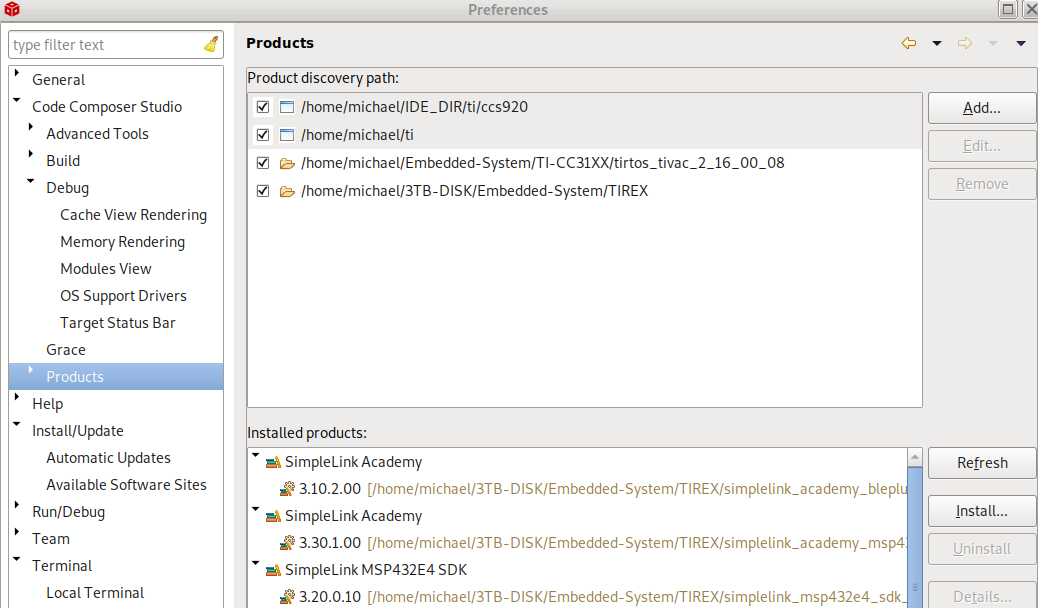 Preferences
type filter text
General
Code Composer Studio
Advanced Tools
Build
Debug
Cache View Rendering
Memory Rendering
Modules View
OS Support Drivers
Target Status Bar
Grace
Products
Help
Install/Update
Automatic Updates
Available Software Sites
Run/Debug
Team
Terminal
Local Terminal
Products
Product discovery path:
/home/michael/IDE_DIR/ti/ccs920
/home/michael/ti
/home/michael/Embedded-System/TI-CC31XX/tirtos_tivac_2_16_00_08
/home/michael/3TB-DISK/Embedded-System/TIREX
Add...
Edit...
Remove
Installed products:
SimpleLink Academy
3.10.2.00 [/home/michael/3TB-DISK/Embedded-System/TIREX/simplelink_academy_bleplu
SimpleLink Academy
3.30.1.00 [/home/michael/3TB-DISK/Embedded-System/TIREX/simplelink_academy_msp43
SimpleLink MSP432E4 SDK
3.20.0.10 [/home/michael/3TB-DISK/Embedded-System/TIREX/simplelink_msp432e4_sdk_
Refresh
Install...
Uninstall
Details...